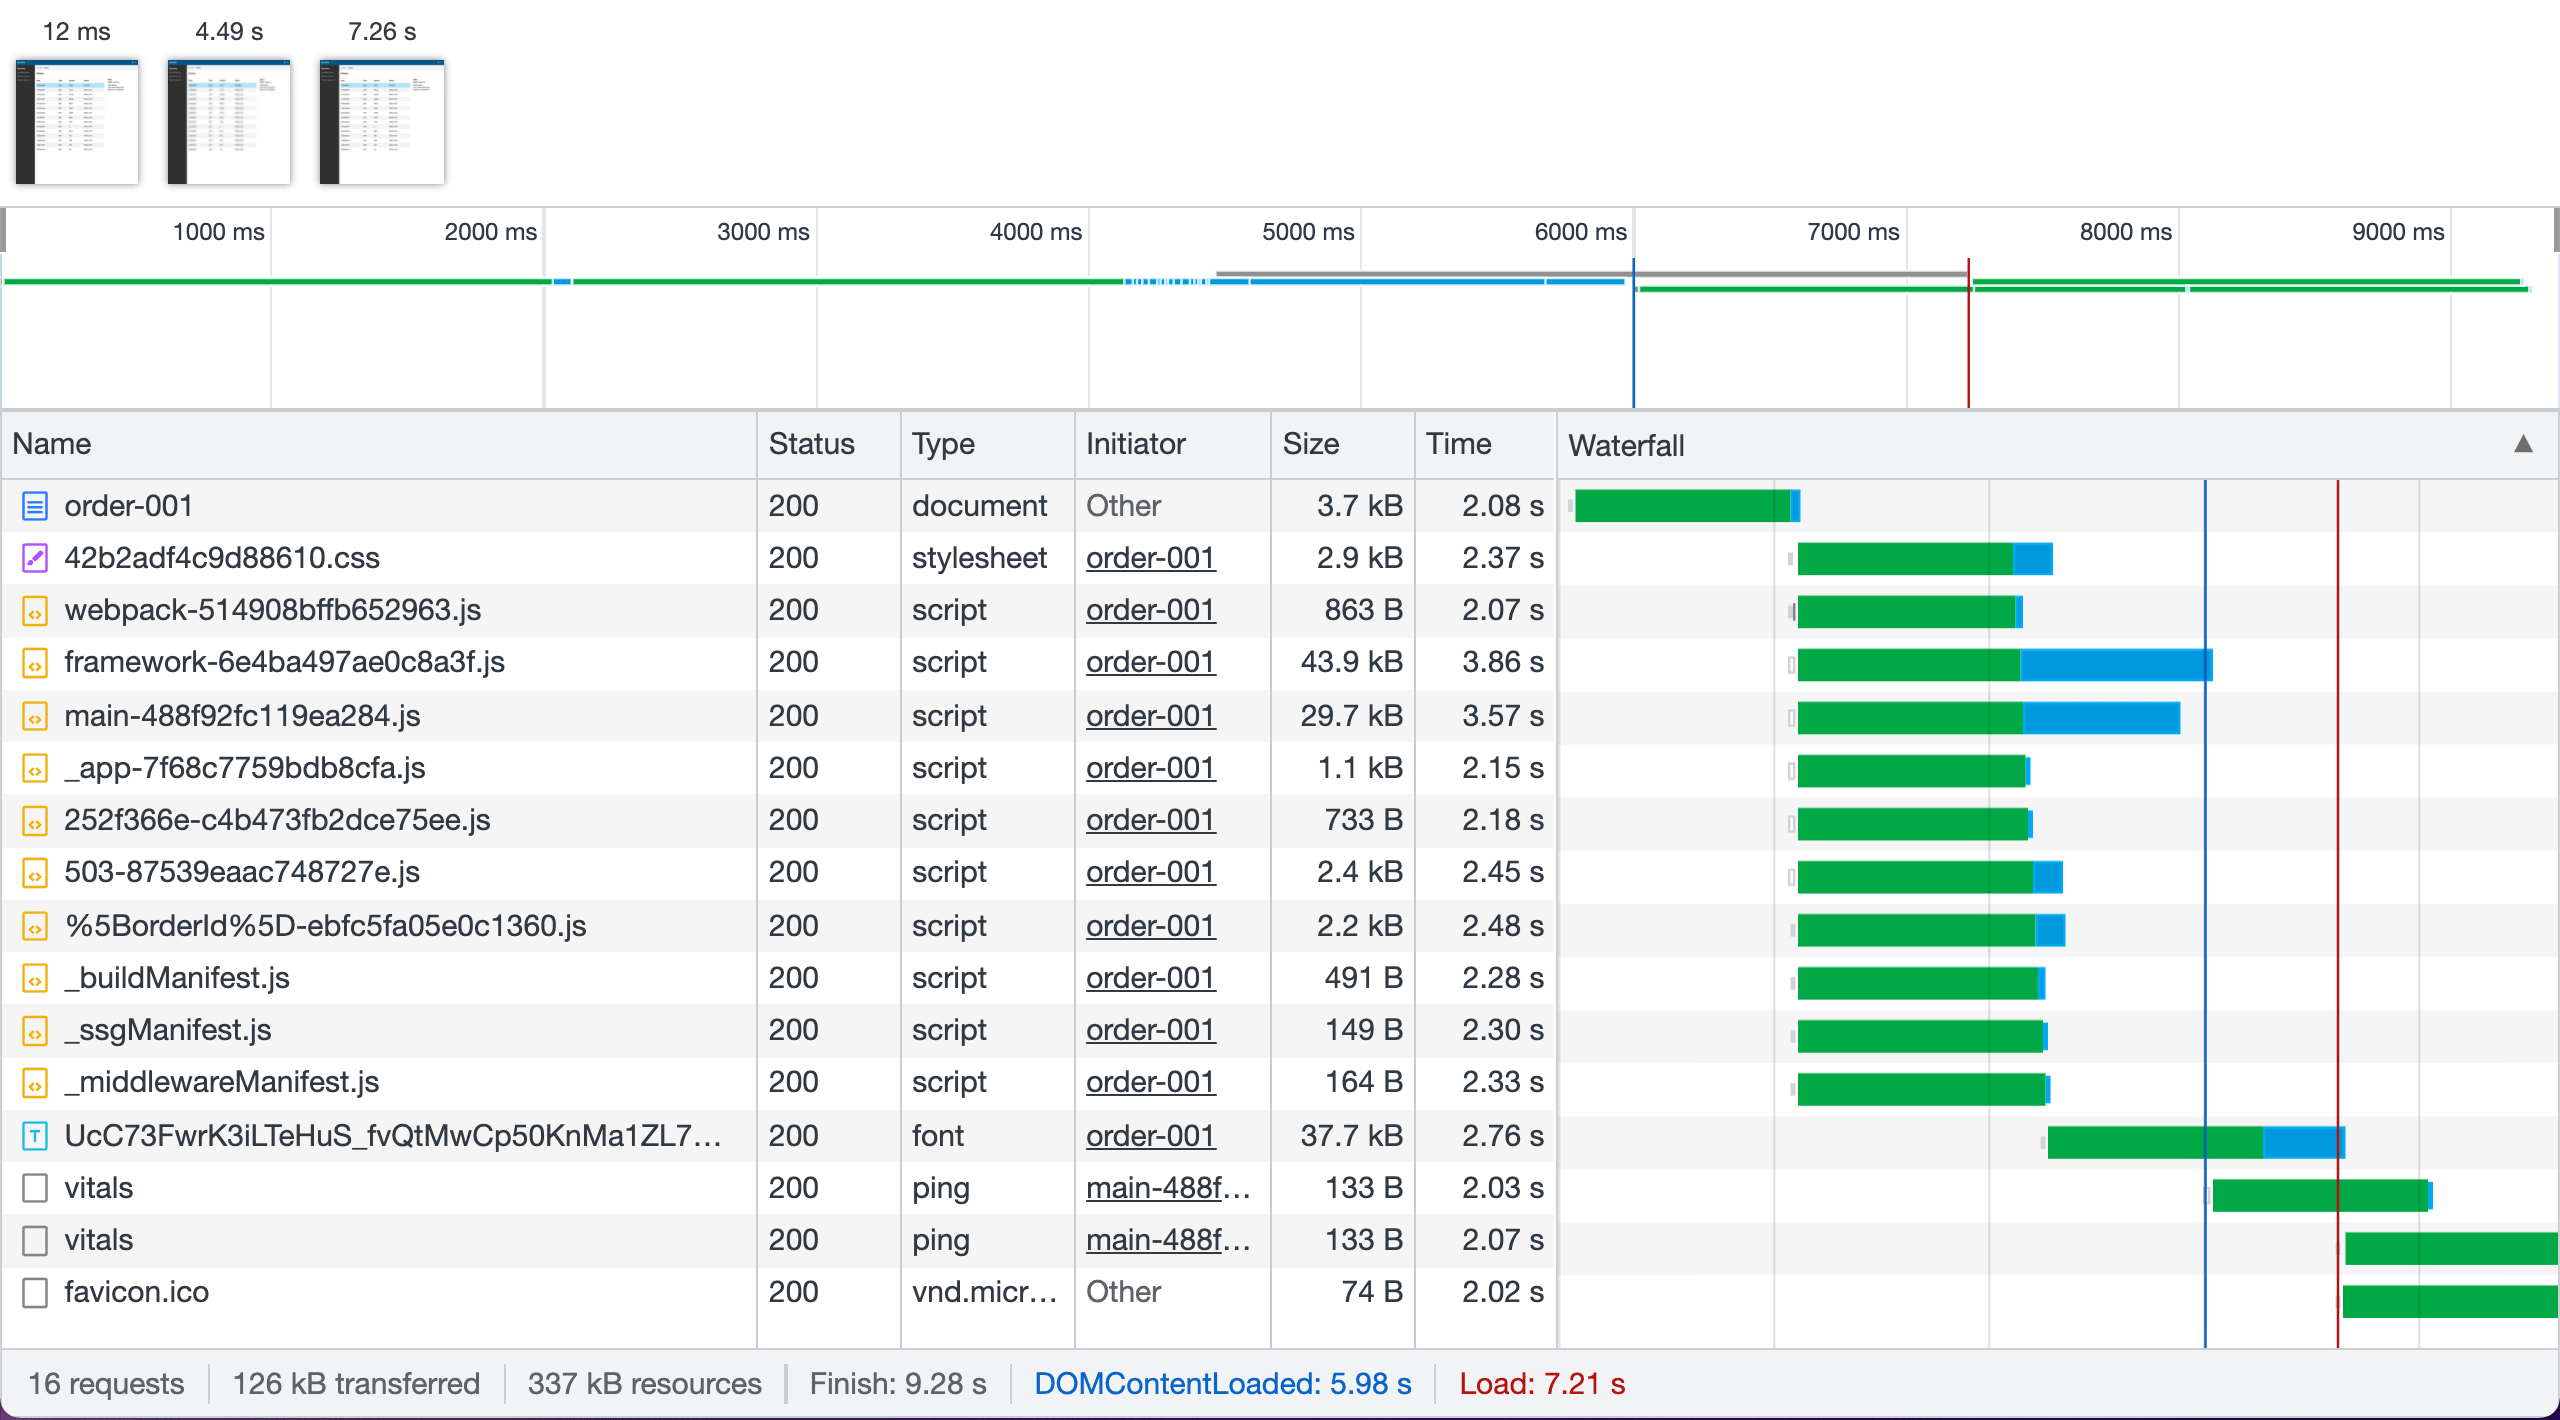 12 ms 4.49 s 7.26 s
1000 ms 2000 ms 3000 ms 4000 ms 5000 ms 6000 ms 7000 ms 8000 ms 9000 ms
Name Status Type Initiator Size Time Waterfall
order-001 200 document Other 3.7 kB 2.08 s
42b2adf4c9d88610.css 200 stylesheet order-001 2.9 kB 2.37 s
webpack-514908bffb652963.js 200 script order-001 863 B 2.07 s
framework-6e4ba497ae0c8a3f.js 200 script order-001 43.9 kB 3.86 s
main-488f92fc119ea284.js 200 script order-001 29.7 kB 3.57 s
_app-7f68c7759bdb8cfa.js 200 script order-001 1.1 kB 2.15 s
252f366e-c4b473fb2dce75ee.js 200 script order-001 733 B 2.18 s
503-87539eaac748727e.js 200 script order-001 2.4 kB 2.45 s
%5BorderId%5D-ebfc5fa05e0c1360.js 200 script order-001 2.2 kB 2.48 s
_buildManifest.js 200 script order-001 491 B 2.28 s
_ssgManifest.js 200 script order-001 149 B 2.30 s
_middlewareManifest.js 200 script order-001 164 B 2.33 s
UcC73FwrK3iLTeHuS_fvQtMwCp50KnMa1ZL7… 200 font order-001 37.7 kB 2.76 s
vitals 200 ping main-488f… 133 B 2.03 s
vitals 200 ping main-488f… 133 B 2.07 s
favicon.ico 200 vnd.micr… Other 74 B 2.02 s
16 requests 126 kB transferred 337 kB resources Finish: 9.28 s DOMContentLoaded: 5.98 s Load: 7.21 s